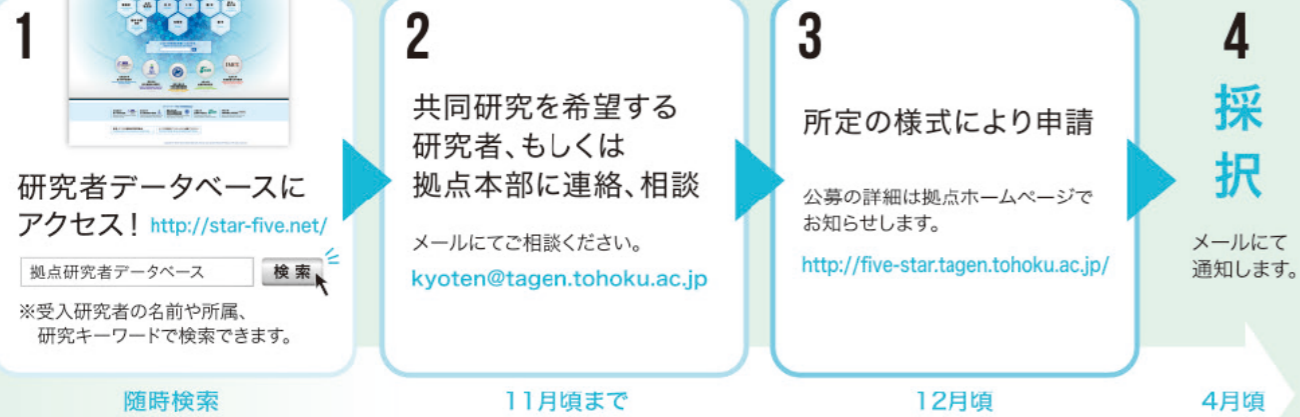 1
研究者データベースに
アクセス! http://star-five.net/
拠点研究者データベース 検索
※受入研究者の名前や所属、
研究キーワードで検索できます。
随時検索
2
共同研究を希望する
研究者、もしくは
拠点本部に連絡、相談
メールにてご相談ください。
kyoten@tagen.tohoku.ac.jp
11月頃まで
3
所定の様式により申請
公募の詳細は拠点ホームページで
お知らせします。
http://five-star.tagen.tohoku.ac.jp/
12月頃
4
採
択
メールにて
通知します。
4月頃